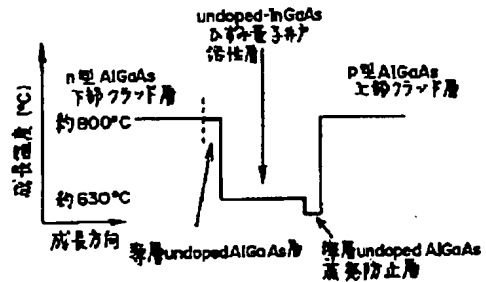 undoped-InGaAs
ひずみ量子井戸
活性層
n型AlGaAs
下部クラッド層
P型AlGaAs
上部クラッド層
成長温度 (℃)
約800℃
約630℃
成長方向
薄層undopedAlGaAs層
薄層undoped AlGaAs
蒸発防止層